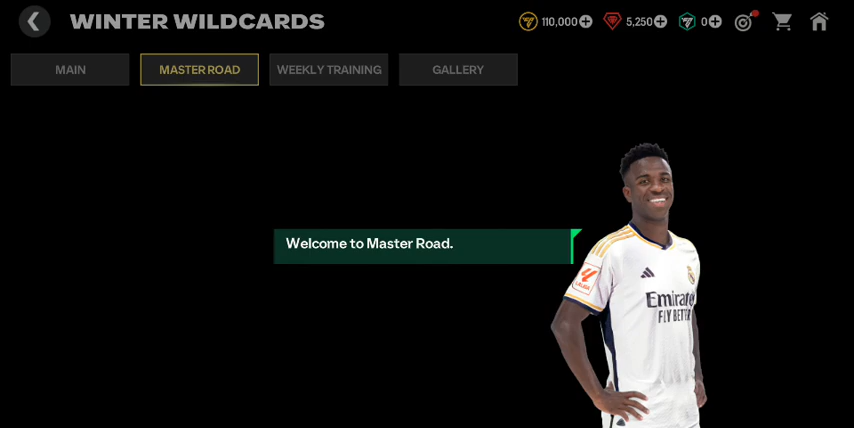 WINTER WILDCARDS
110,000
5,250
0
MAIN
MASTER ROAD
WEEKLY TRAINING
GALLERY
Welcome to Master Road.
LALIGA
Emirates
FLY BETTER